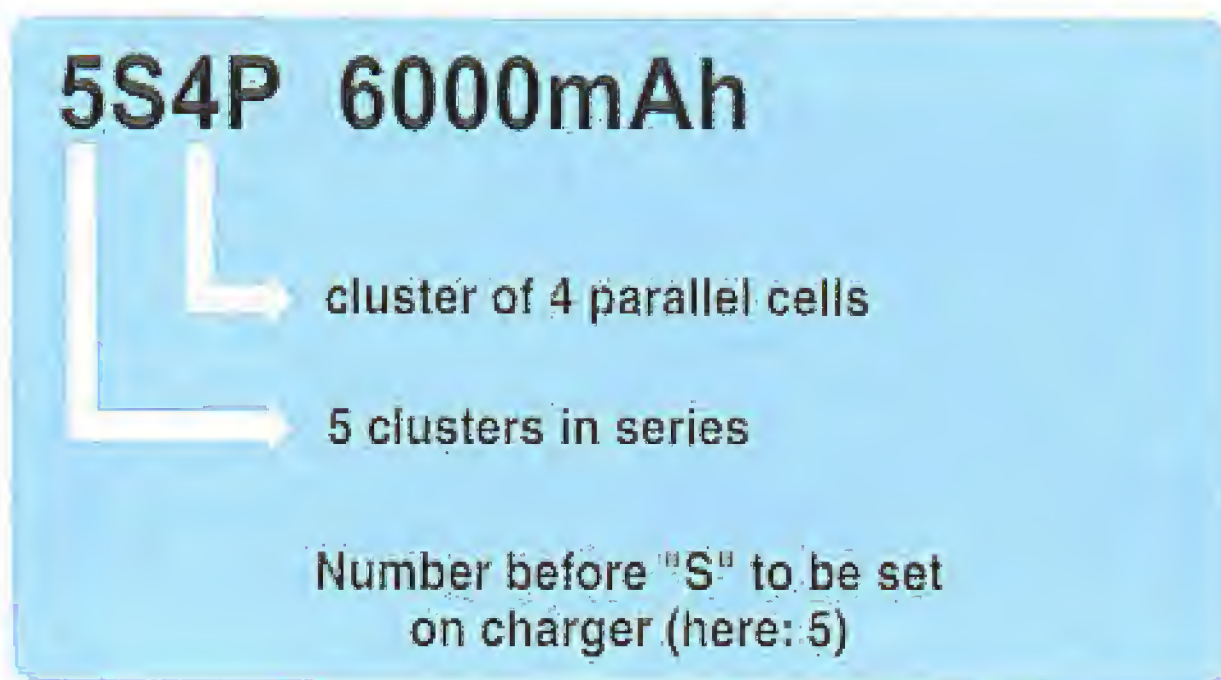 5S4P 6000mAh
cluster of 4 parallel cells
5 clusters in series
Number before "S" to be set
on charger (here: 5)